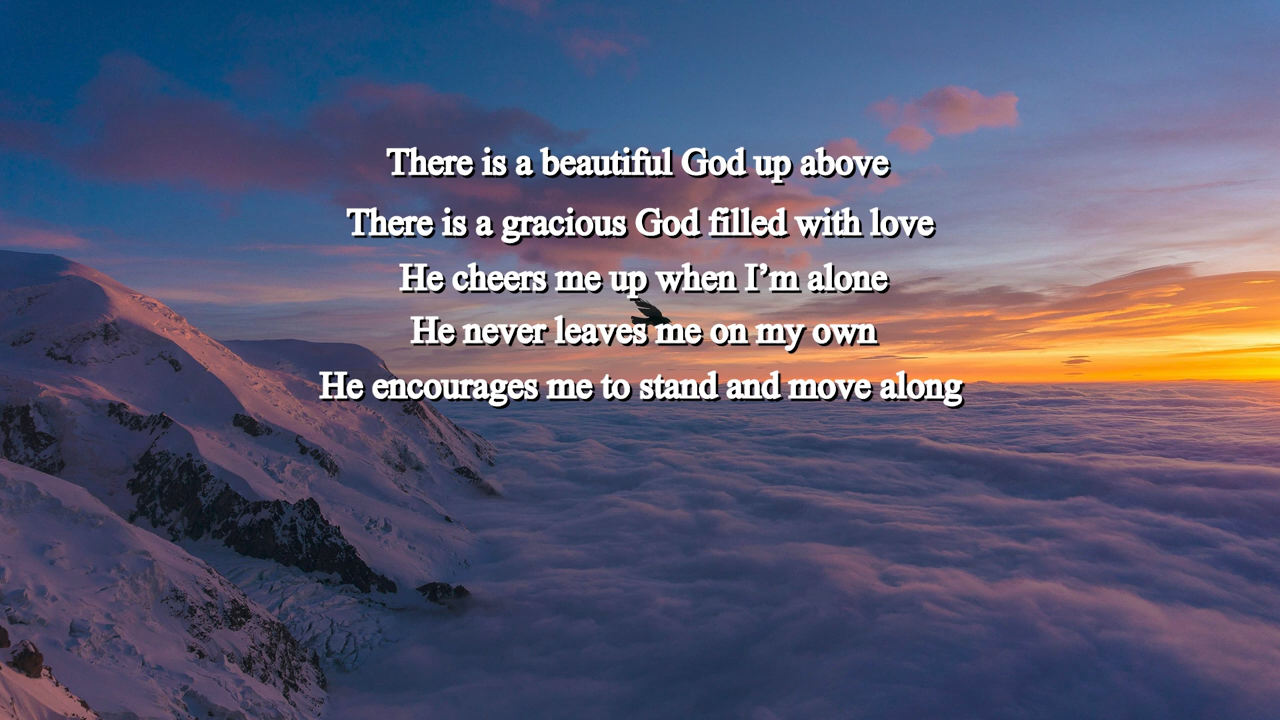 There is a beautiful God up above
There is a gracious God filled with love
He cheers me up when I’m alone
He never leaves me on my own
He encourages me to stand and move along